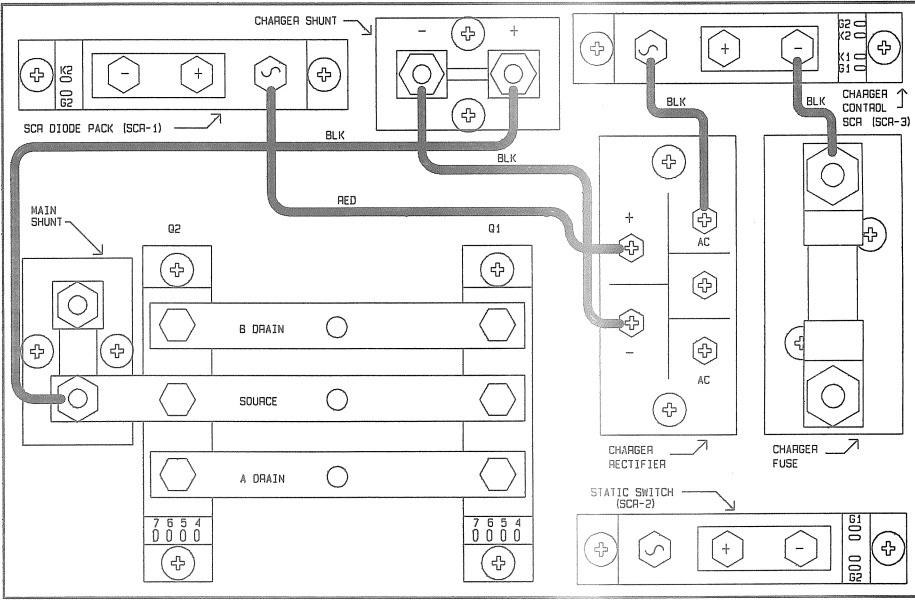 CHARGER SHUNT
- +
K2
G2
- +
SCR DIODE PACK (SCR-1)
G2
K2
K1
G1
+ -
CHARGER
CONTROL
SCR (SCR-3)
BLK
BLK
BLK
BLK
RED
MAIN
SHUNT
Q2
Q1
+
-
AC
AC
B DRAIN
SOURCE
A DRAIN
7 6 5 4
7 6 5 4
CHARGER
RECTIFIER
CHARGER
FUSE
STATIC SWITCH
(SCR-2)
+ -
G1
G2